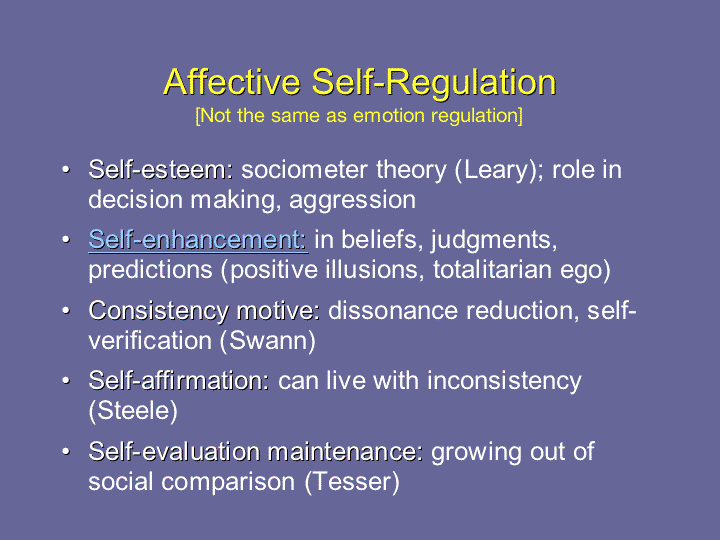 Affective Self-Regulation
[Not the same as emotion regulation]
• Self-esteem: sociometer theory (Leary); role in
decision making, aggression
• Self-enhancement: in beliefs, judgments,
predictions (positive illusions, totalitarian ego)
• Consistency motive: dissonance reduction, self-
verification (Swann)
• Self-affirmation: can live with inconsistency
(Steele)
• Self-evaluation maintenance: growing out of
social comparison (Tesser)